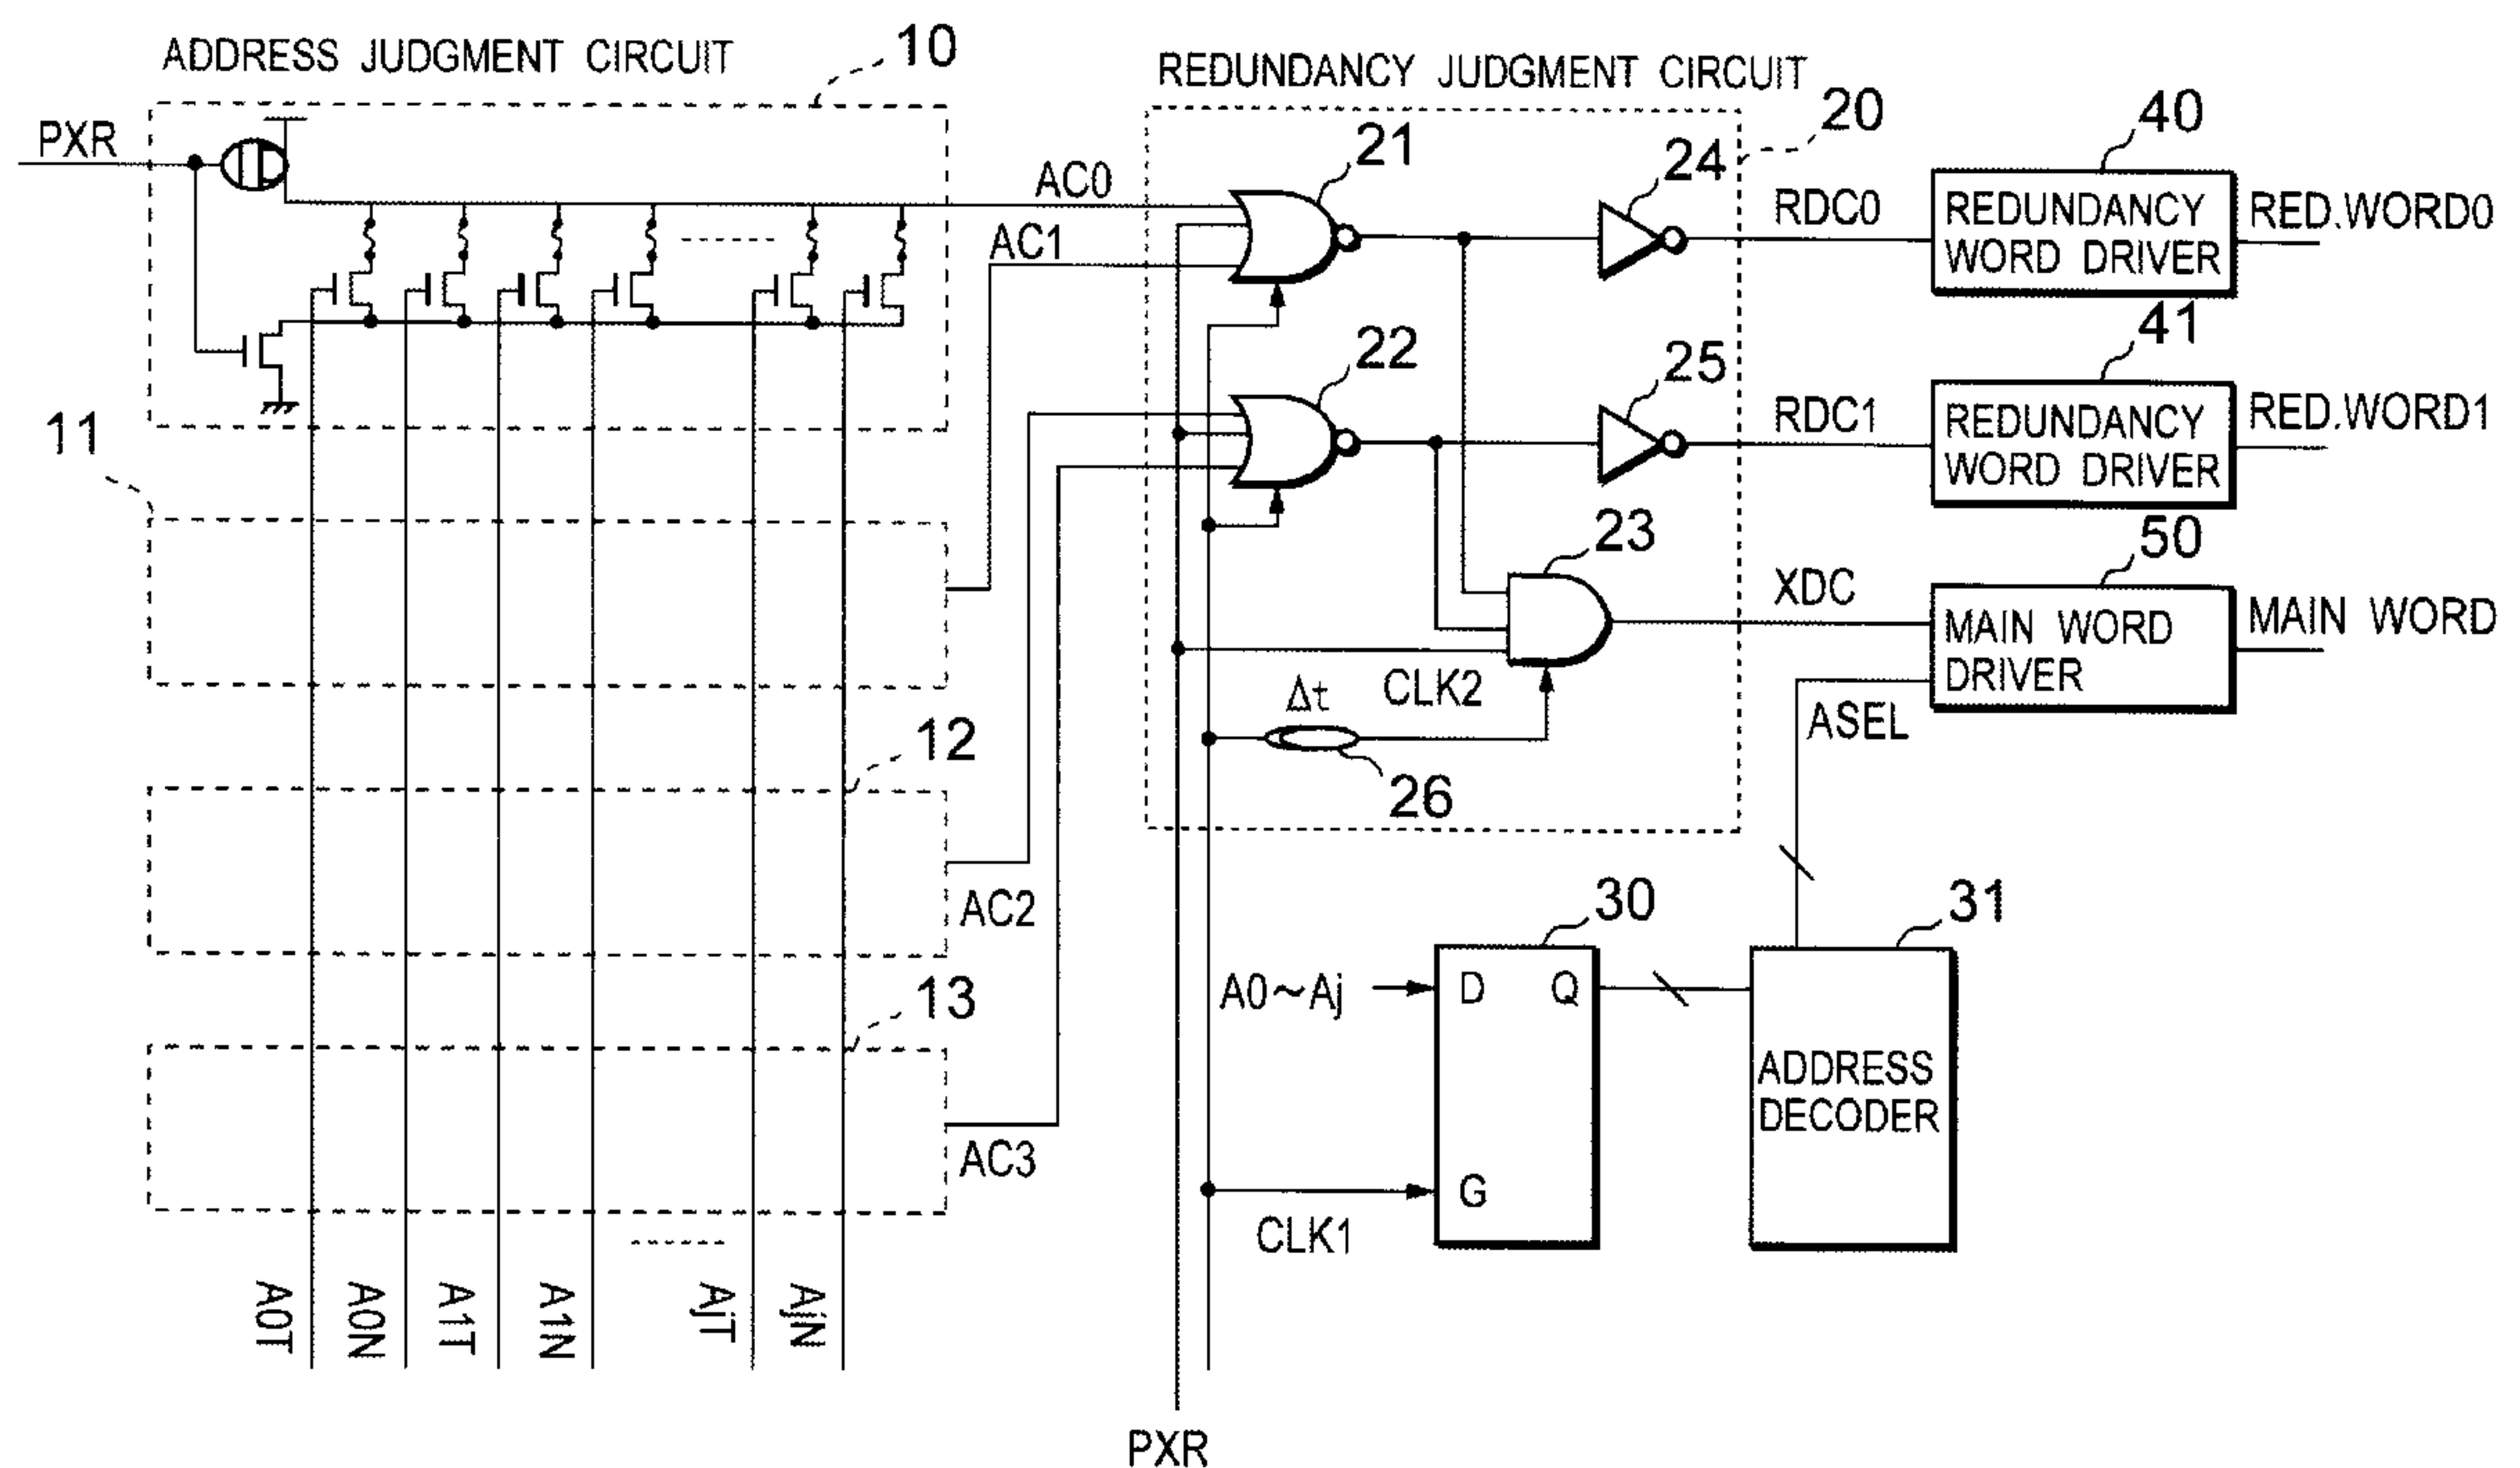 ADDRESS JUDGMENT CIRCUIT
10
REDUNDANCY JUDGMENT CIRCUIT
20
PXR
AC0
AC1
21
24
RDC0
40
REDUNDANCY
WORD DRIVER
RED.WORD0
22
25
RDC1
41
REDUNDANCY
WORD DRIVER
RED.WORD1
11
23
XDC
50
MAIN WORD
DRIVER
MAIN WORD
CLK2
Δt
ASEL
26
12
AC2
30
31
13
A0~Aj
D
Q
ADDRESS
DECODER
AC3
G
CLK1
A0T
A0N
A1T
A1N
AjT
AjN
PXR